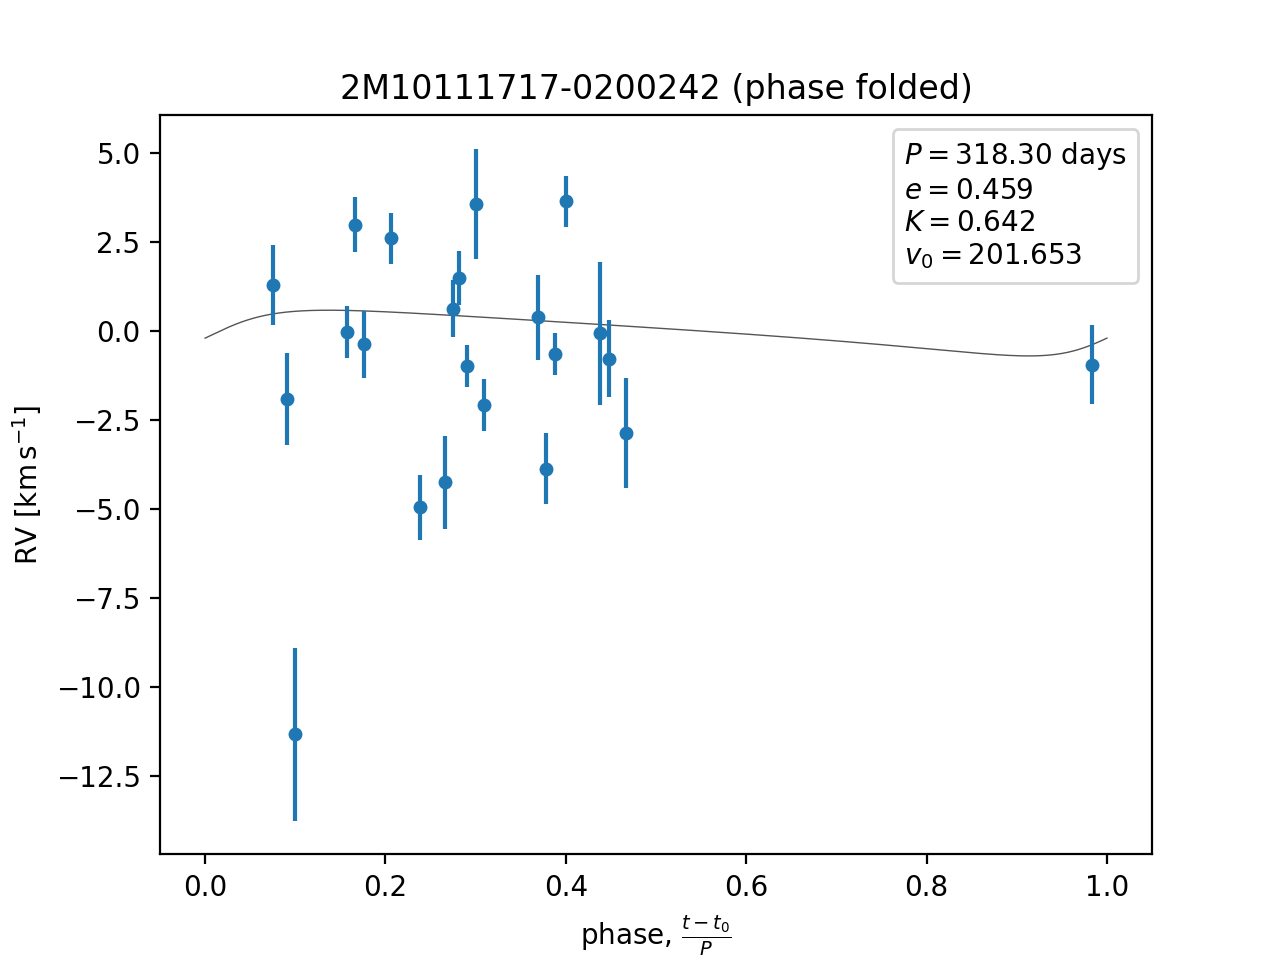 2M10111717-0200242 (phase folded)
P = 318.30 days
e = 0.459
K = 0.642
v₀ = 201.653
5.0
2.5
0.0
−2.5
−5.0
−7.5
−10.0
−12.5
RV [km s⁻¹]
0.0 0.2 0.4 0.6 0.8 1.0
phase, (t − t₀)/P